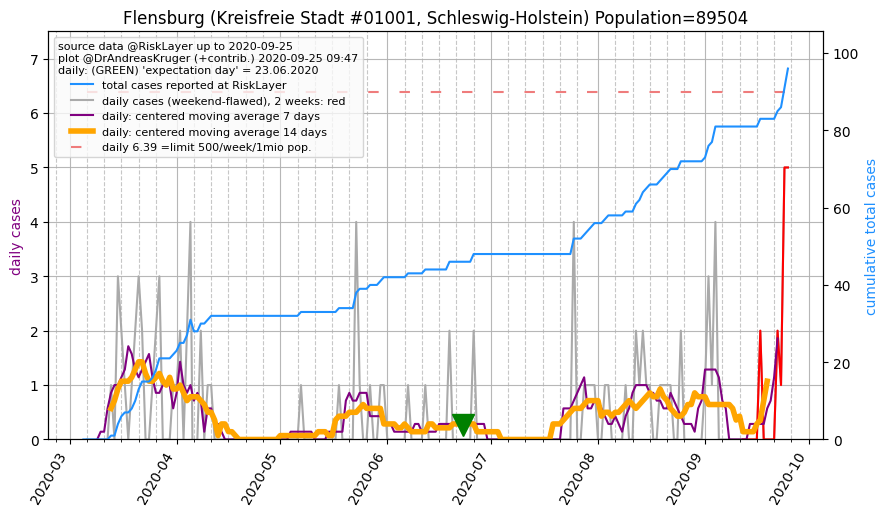 Flensburg (Kreisfreie Stadt #01001, Schleswig-Holstein) Population=89504
source data @RiskLayer up to 2020-09-25
plot @DrAndreasKruger (+contrib.) 2020-09-25 09:47
daily: (GREEN) 'expectation day' = 23.06.2020
total cases reported at RiskLayer
daily cases (weekend-flawed), 2 weeks: red
daily: centered moving average 7 days
daily: centered moving average 14 days
daily 6.39 =limit 500/week/1mio pop.
daily cases
7
6
5
4
3
2
1
0
cumulative total cases
100
80
60
40
20
0
2020-03
2020-04
2020-05
2020-06
2020-07
2020-08
2020-09
2020-10